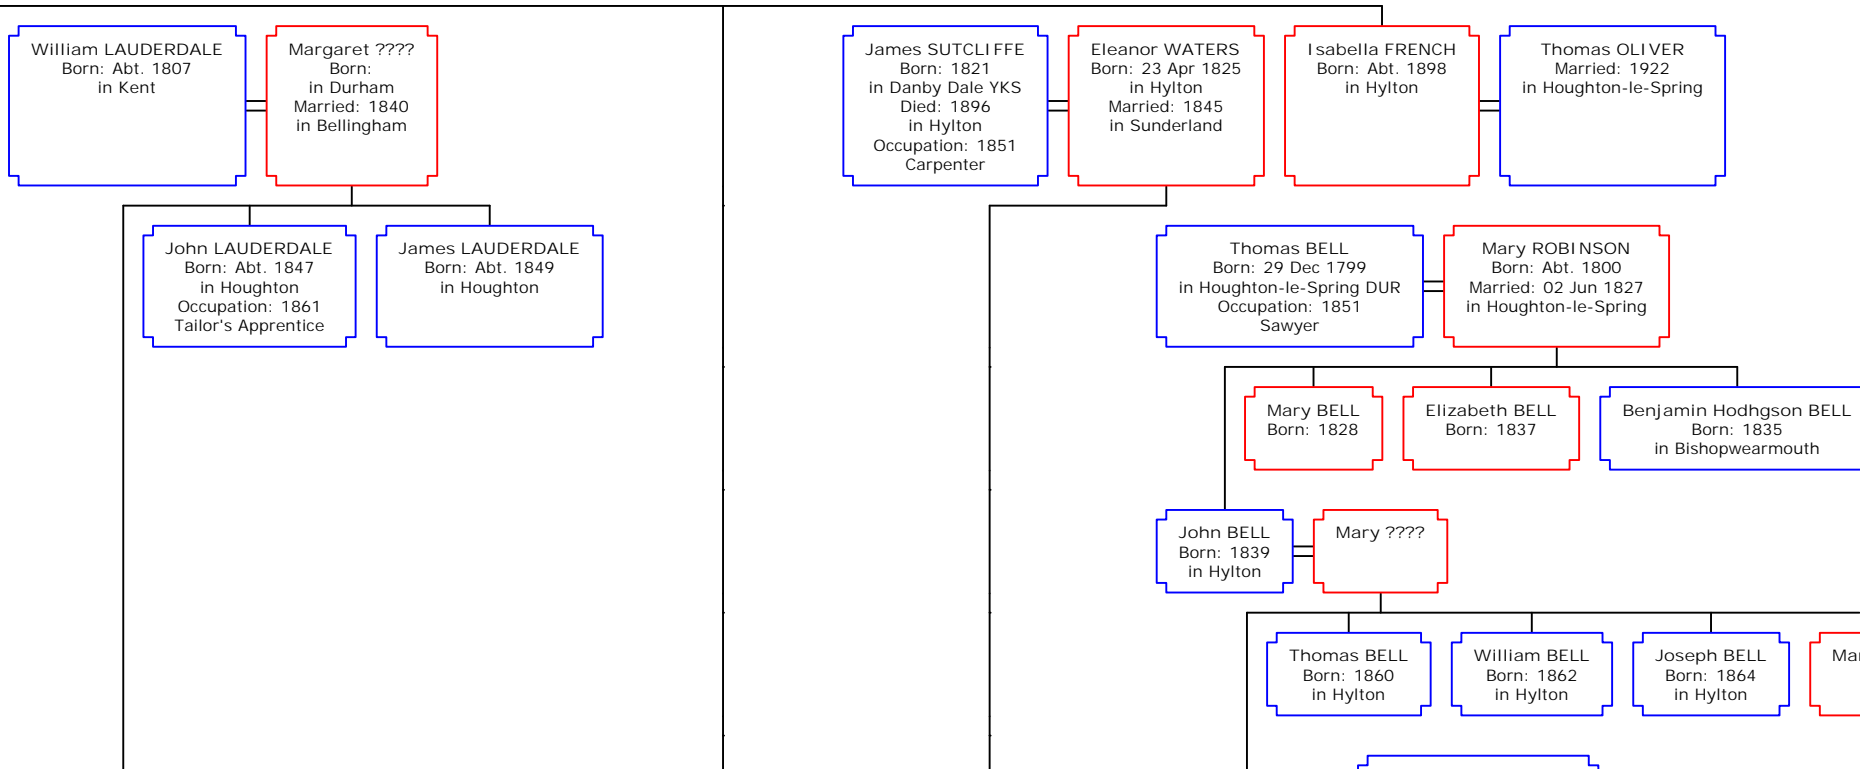 William LAUDERDALE
Born: Abt. 1807
in Kent
Margaret ????
Born:
in Durham
Married: 1840
in Bellingham
James SUTCLIFFE
Born: 1821
in Danby Dale YKS
Died: 1896
in Hylton
Occupation: 1851
Carpenter
Eleanor WATERS
Born: 23 Apr 1825
in Hylton
Married: 1845
in Sunderland
Isabella FRENCH
Born: Abt. 1898
in Hylton
Thomas OLIVER
Married: 1922
in Houghton-le-Spring
John LAUDERDALE
Born: Abt. 1847
in Houghton
Occupation: 1861
Tailor's Apprentice
James LAUDERDALE
Born: Abt. 1849
in Houghton
Thomas BELL
Born: 29 Dec 1799
in Houghton-le-Spring DUR
Occupation: 1851
Sawyer
Mary ROBINSON
Born: Abt. 1800
Married: 02 Jun 1827
in Houghton-le-Spring
Mary BELL
Born: 1828
Elizabeth BELL
Born: 1837
Benjamin Hodhgson BELL
Born: 1835
in Bishopwearmouth
John BELL
Born: 1839
in Hylton
Mary ????
Thomas BELL
Born: 1860
in Hylton
William BELL
Born: 1862
in Hylton
Joseph BELL
Born: 1864
in Hylton